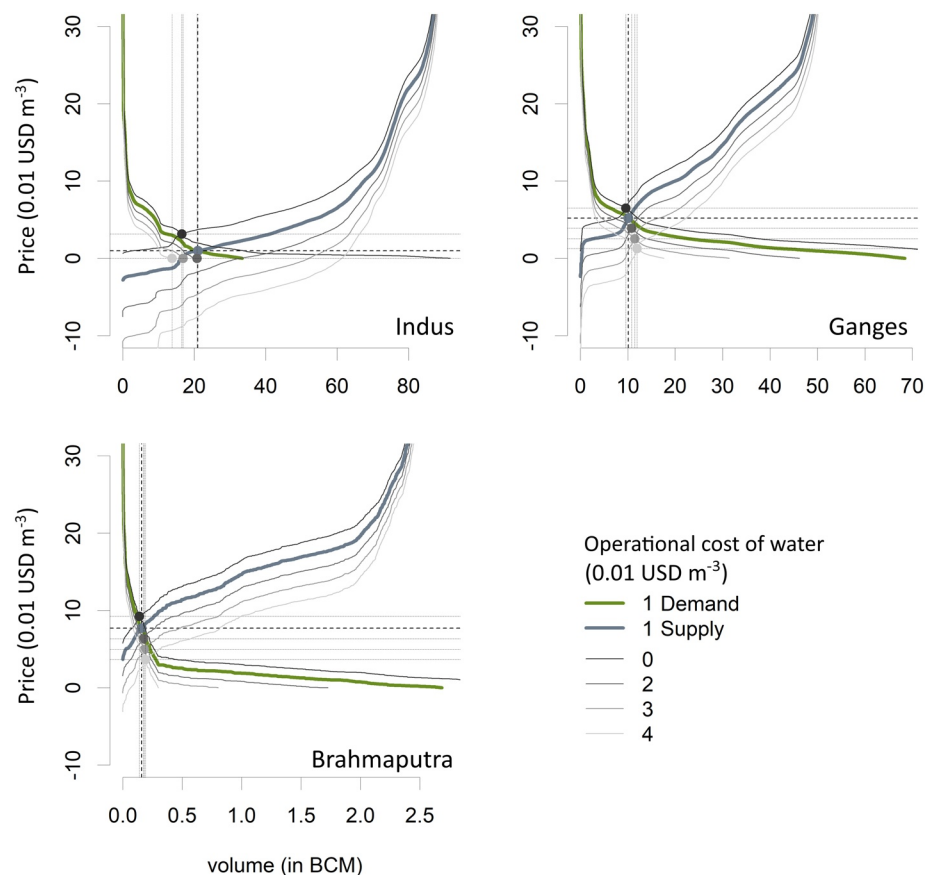 30
20
10
0
-10
Price (0.01 USD m-3)
Indus
0 20 40 60 80
30
20
10
0
-10
Ganges
0 10 20 30 40 50 60 70
30
20
10
0
-10
Price (0.01 USD m-3)
Brahmaputra
0.0 0.5 1.0 1.5 2.0 2.5
volume (in BCM)
Operational cost of water
(0.01 USD m-3)
1 Demand
1 Supply
0
2
3
4